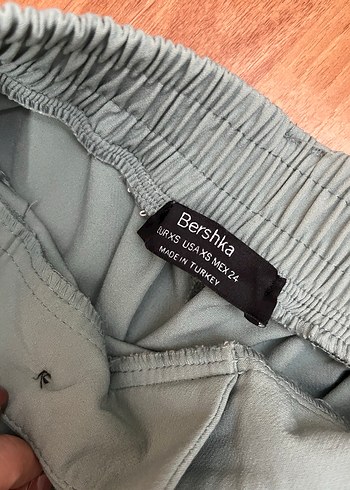 Bershka
EUR XS USA XS MEX 24
MADE IN TURKEY